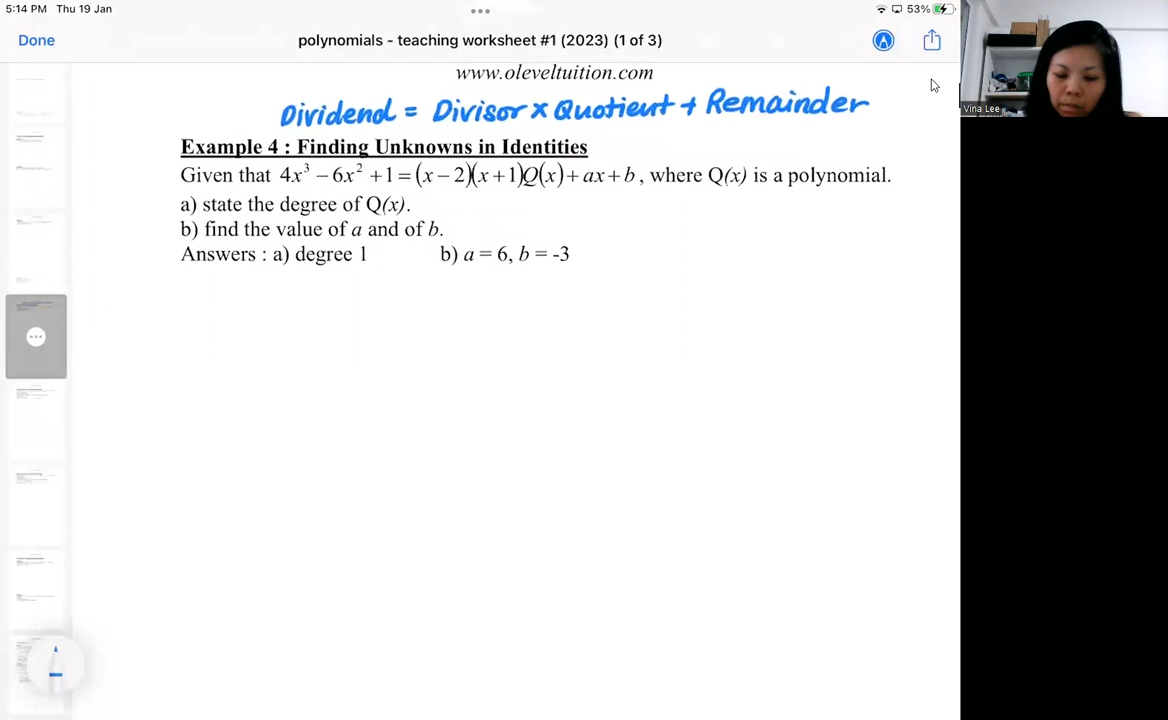 5:14 PM Thu 19 Jan
53%
Done
polynomials - teaching worksheet #1 (2023) (1 of 3)
Vina Lee
www.oleveltuition.com
Dividend = Divisor × Quotient + Remainder
Example 4 : Finding Unknowns in Identities
Given that 4x³ − 6x² + 1 = (x − 2)(x + 1)Q(x) + ax + b, where Q(x) is a polynomial.
a) state the degree of Q(x).
b) find the value of a and of b.
Answers : a) degree 1 b) a = 6, b = -3